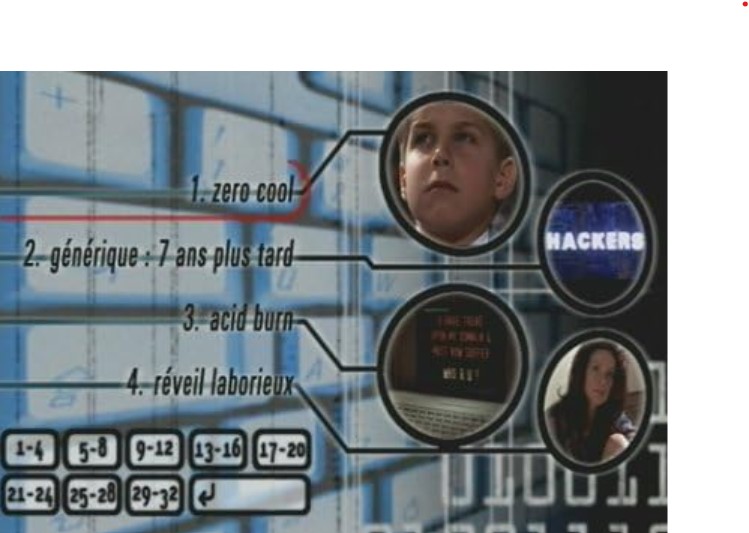 1. zero cool
HACKERS
2. générique : 7 ans plus tard
3. acid burn
WHO R U?
4. réveil laborieux
1-4 5-8 9-12 13-16 17-20
21-24 25-28 29-32